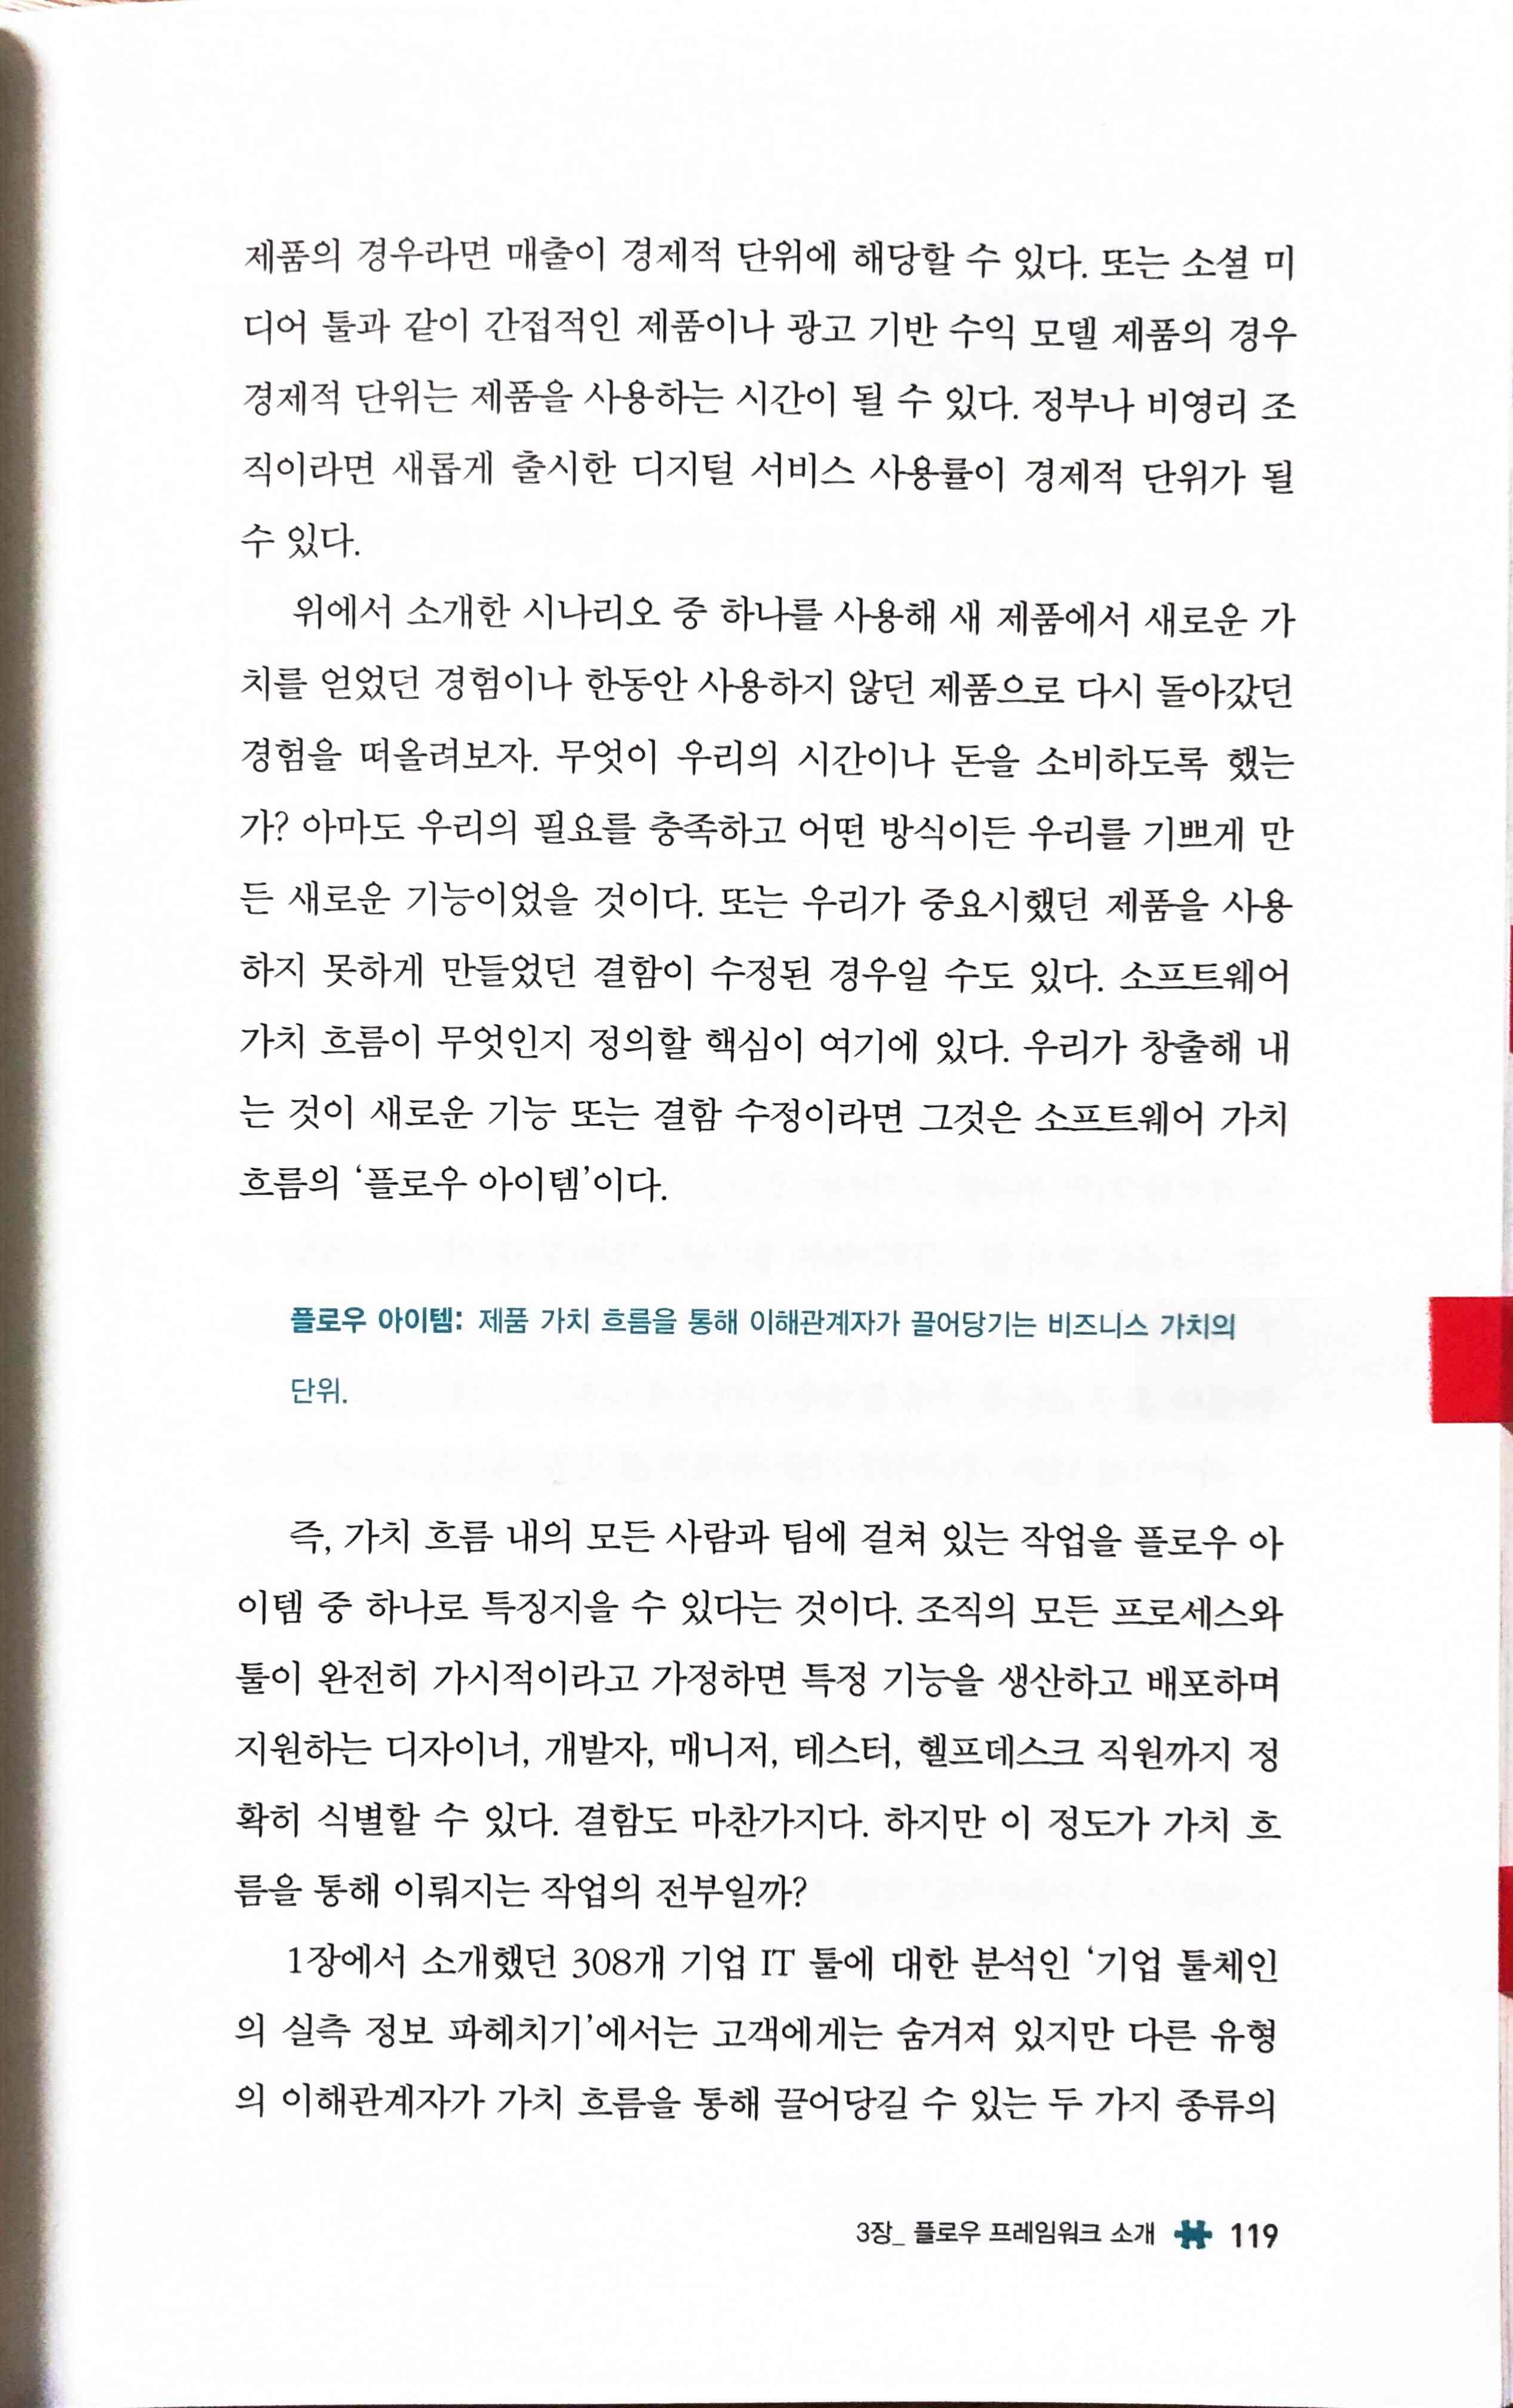 제품의 경우라면 매출이 경제적 단위에 해당할 수 있다. 또는 소셜 미
디어 툴과 같이 간접적인 제품이나 광고 기반 수익 모델 제품의 경우
경제적 단위는 제품을 사용하는 시간이 될 수 있다. 정부나 비영리 조
직이라면 새롭게 출시한 디지털 서비스 사용률이 경제적 단위가 될
수 있다.
위에서 소개한 시나리오 중 하나를 사용해 새 제품에서 새로운 가
치를 얻었던 경험이나 한동안 사용하지 않던 제품으로 다시 돌아갔던
경험을 떠올려보자. 무엇이 우리의 시간이나 돈을 소비하도록 했는
가? 아마도 우리의 필요를 충족하고 어떤 방식이든 우리를 기쁘게 만
든 새로운 기능이었을 것이다. 또는 우리가 중요시했던 제품을 사용
하지 못하게 만들었던 결함이 수정된 경우일 수도 있다. 소프트웨어
가치 흐름이 무엇인지 정의할 핵심이 여기에 있다. 우리가 창출해 내
는 것이 새로운 기능 또는 결함 수정이라면 그것은 소프트웨어 가치
흐름의 ‘플로우 아이템’이다.
플로우 아이템: 제품 가치 흐름을 통해 이해관계자가 끌어당기는 비즈니스 가치의
단위.
즉, 가치 흐름 내의 모든 사람과 팀에 걸쳐 있는 작업을 플로우 아
이템 중 하나로 특징지을 수 있다는 것이다. 조직의 모든 프로세스와
툴이 완전히 가시적이라고 가정하면 특정 기능을 생산하고 배포하며
지원하는 디자이너, 개발자, 매니저, 테스터, 헬프데스크 직원까지 정
확히 식별할 수 있다. 결함도 마찬가지다. 하지만 이 정도가 가치 흐
름을 통해 이뤄지는 작업의 전부일까?
1장에서 소개했던 308개 기업 IT 툴에 대한 분석인 ‘기업 툴체인
의 실측 정보 파헤치기’에서는 고객에게는 숨겨져 있지만 다른 유형
의 이해관계자가 가치 흐름을 통해 끌어당길 수 있는 두 가지 종류의
3장_ 플로우 프레임워크 소개 119